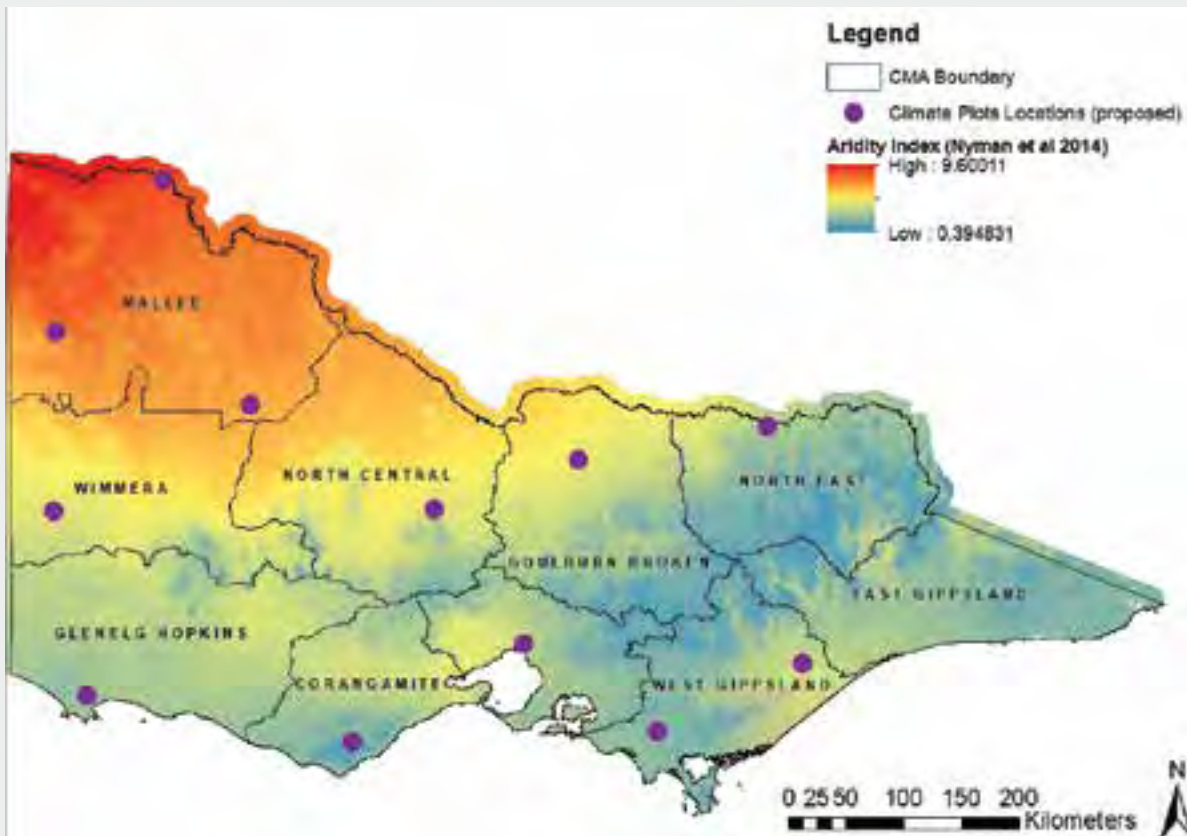 Legend
CMA Boundary
Climate Plots Locations (proposed)
Aridity Index (Nyman et al 2014)
High : 9.60011
Low : 0.394831
MALLEE
WIMMERA
NORTH CENTRAL
NORTH EAST
GOULBURN BROKEN
EAST GIPPSLAND
GLENELG HOPKINS
CORANGAMITE
WEST GIPPSLAND
N
0 25 50 100 150 200
Kilometers